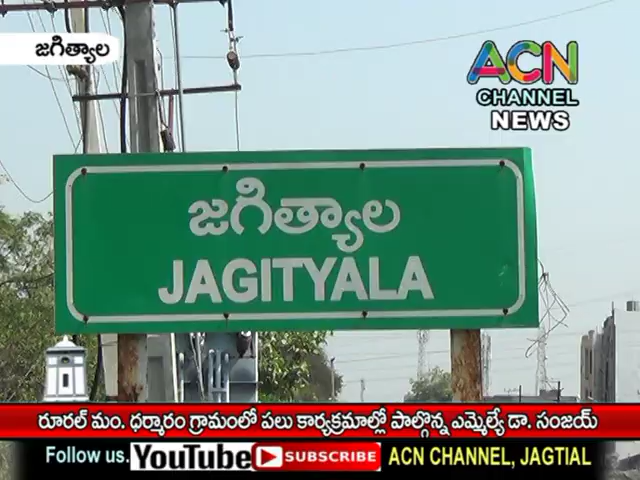 జగిత్యాల
ACN
CHANNEL
NEWS
జగిత్యాల
JAGITYALA
రూరల్ మం. ధర్మారం గ్రామంలో పలు కార్యక్రమాల్లో పాల్గొన్న ఎమ్మెల్యే డా. సంజయ్
Follow us. YouTube SUBSCRIBE ACN CHANNEL, JAGTIAL